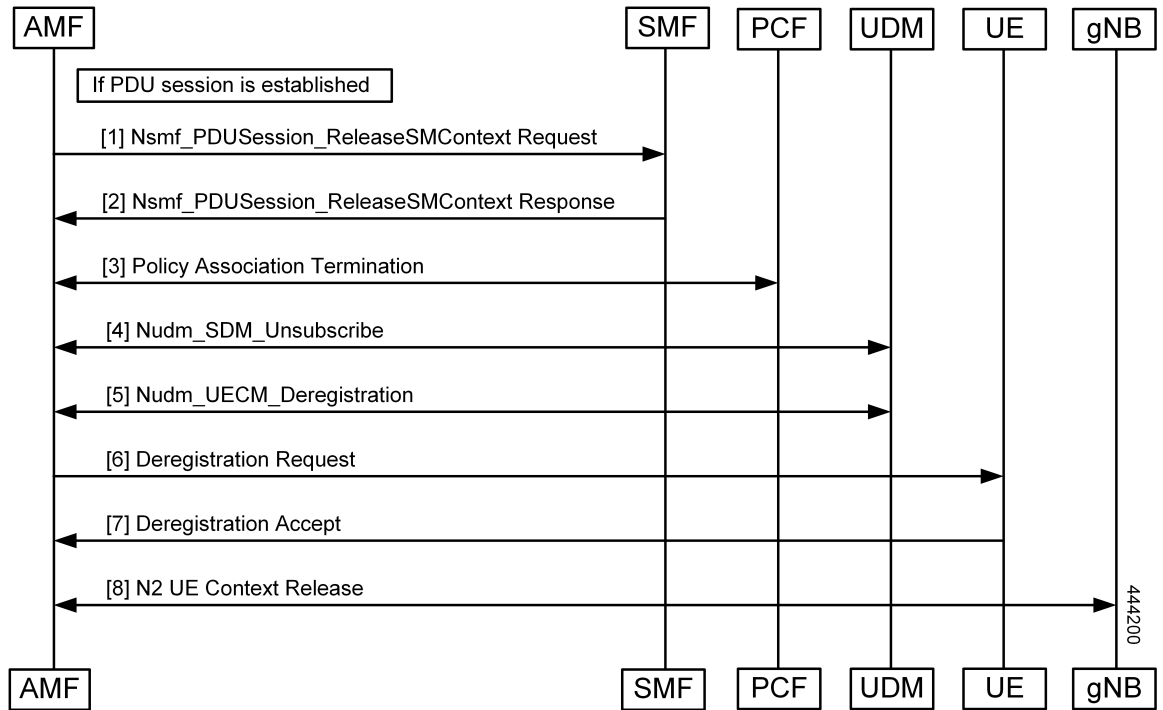 AMF
SMF
PCF
UDM
UE
gNB
If PDU session is established
[1] Nsmf_PDUSession_ReleaseSMContext Request
[2] Nsmf_PDUSession_ReleaseSMContext Response
[3] Policy Association Termination
[4] Nudm_SDM_Unsubscribe
[5] Nudm_UECM_Deregistration
[6] Deregistration Request
[7] Deregistration Accept
[8] N2 UE Context Release
444200
AMF
SMF
PCF
UDM
UE
gNB